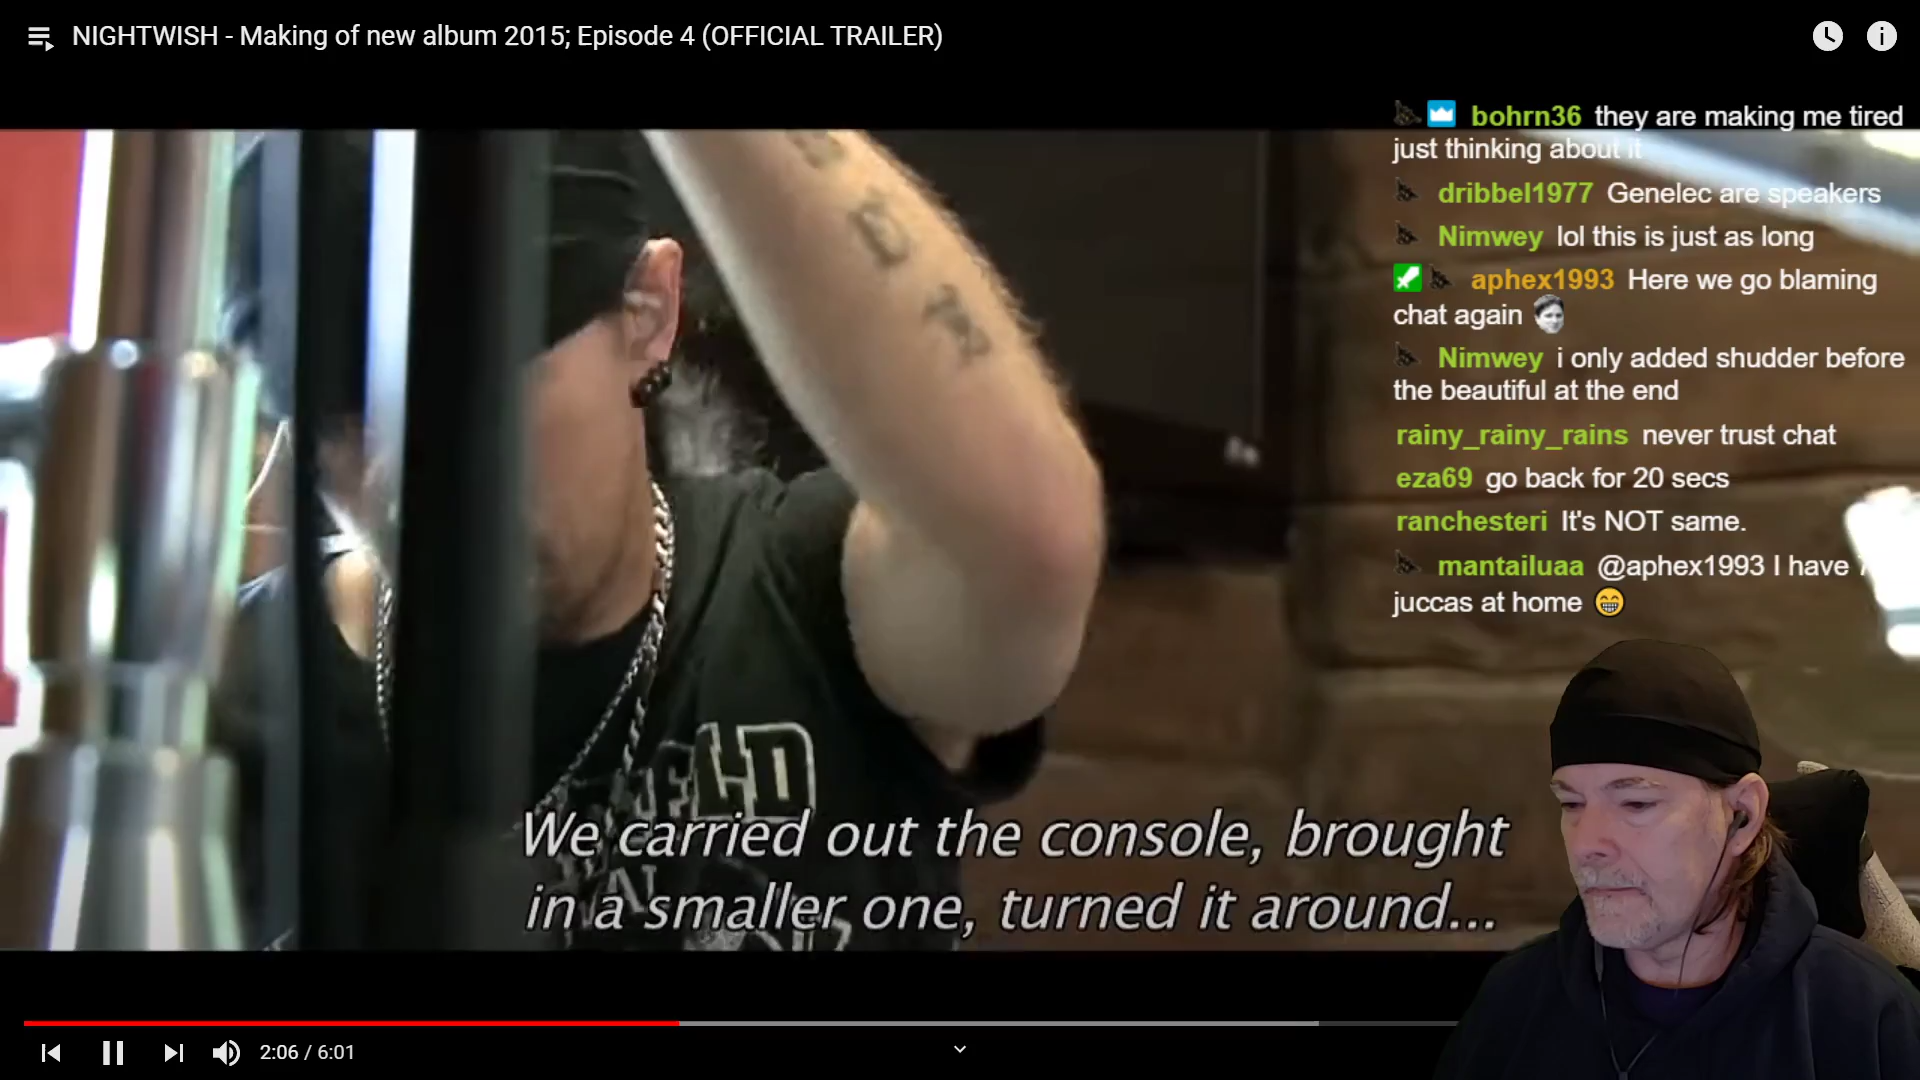 NIGHTWISH - Making of new album 2015; Episode 4 (OFFICIAL TRAILER)
bohrn36 they are making me tired
just thinking about it
dribbel1977 Genelec are speakers
Nimwey lol this is just as long
aphex1993 Here we go blaming
chat again
Nimwey i only added shudder before
the beautiful at the end
rainy_rainy_rains never trust chat
eza69 go back for 20 secs
ranchesteri It's NOT same.
mantailuaa @aphex1993 I have 7
juccas at home 😁
We carried out the console, brought
in a smaller one, turned it around...
2:06 / 6:01